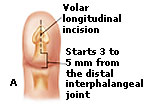 Volar
longitudinal
incision
Starts 3 to
5 mm from
the distal
interphalangeal
joint
A